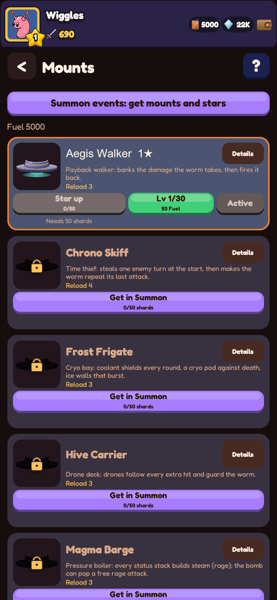 Wiggles
1
690
5000
22K
Mounts
?
Summon events: get mounts and stars
Fuel 5000
Aegis Walker 1★
Details
Payback walker: banks the damage the worm takes, then fires it
back.
Reload 3
Star up
0/50
Lv 1/30
50 Fuel
Active
Needs 50 shards
Chrono Skiff
Details
Time thief: steals one enemy turn at the start, then makes the
worm repeat its last attack.
Reload 4
Get in Summon
0/50 shards
Frost Frigate
Details
Cryo bay: coolant shields every round, a cryo pod against death,
ice walls that burst.
Reload 3
Get in Summon
0/50 shards
Hive Carrier
Details
Drone deck: drones follow every extra hit and guard the worm.
Reload 3
Get in Summon
0/50 shards
Magma Barge
Details
Pressure boiler: every status stack builds steam (rage); the bomb
can pop a free rage attack.
Reload 3
Get in Summon